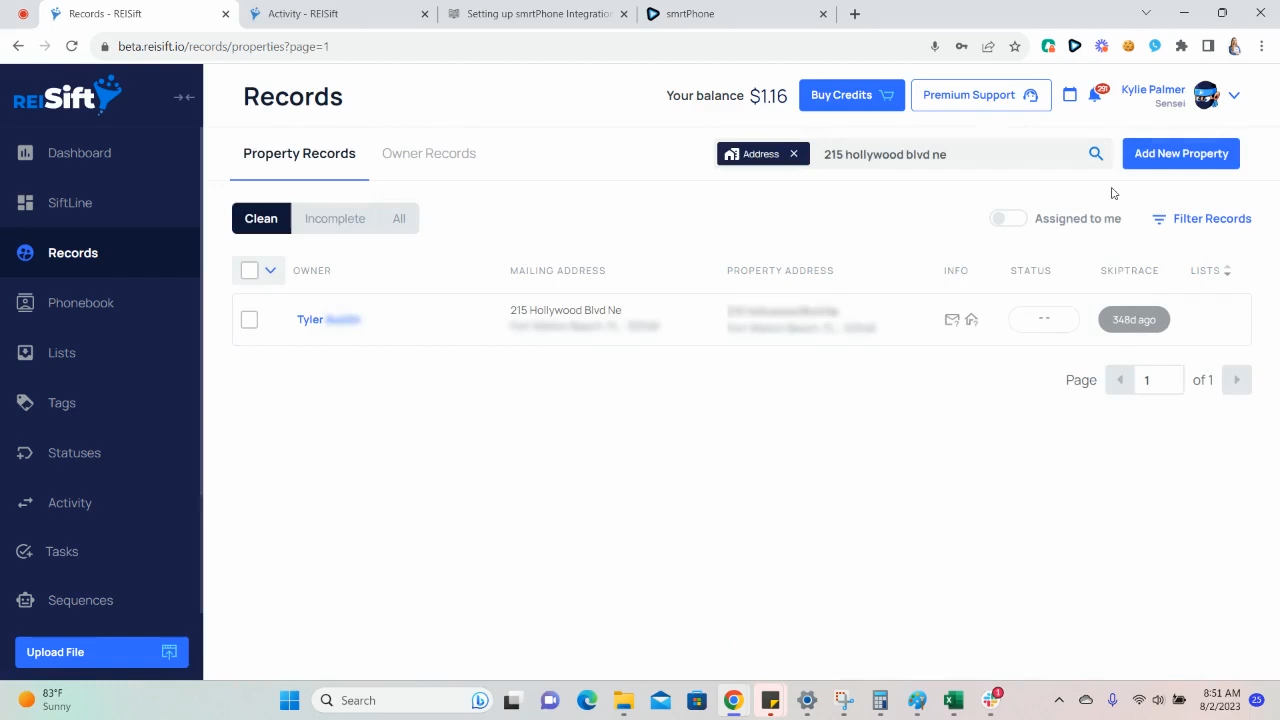 Records - REISift
Activity - REISift
Setting up smrtPhone Integration
smrtPhone
beta.reisift.io/records/properties?page=1
REISift
Records
Your balance $1.16
Buy Credits
Premium Support
291
Kylie Palmer
Sensei
Dashboard
SiftLine
Records
Phonebook
Lists
Tags
Statuses
Activity
Tasks
Sequences
Upload File
Property Records
Owner Records
Address
215 hollywood blvd ne
Add New Property
Clean
Incomplete
All
Assigned to me
Filter Records
OWNER
MAILING ADDRESS
PROPERTY ADDRESS
INFO
STATUS
SKIPTRACE
LISTS
Tyler
215 Hollywood Blvd Ne
- -
348d ago
Page
1
of 1
83°F
Sunny
Search
1
8:51 AM
8/2/2023
25